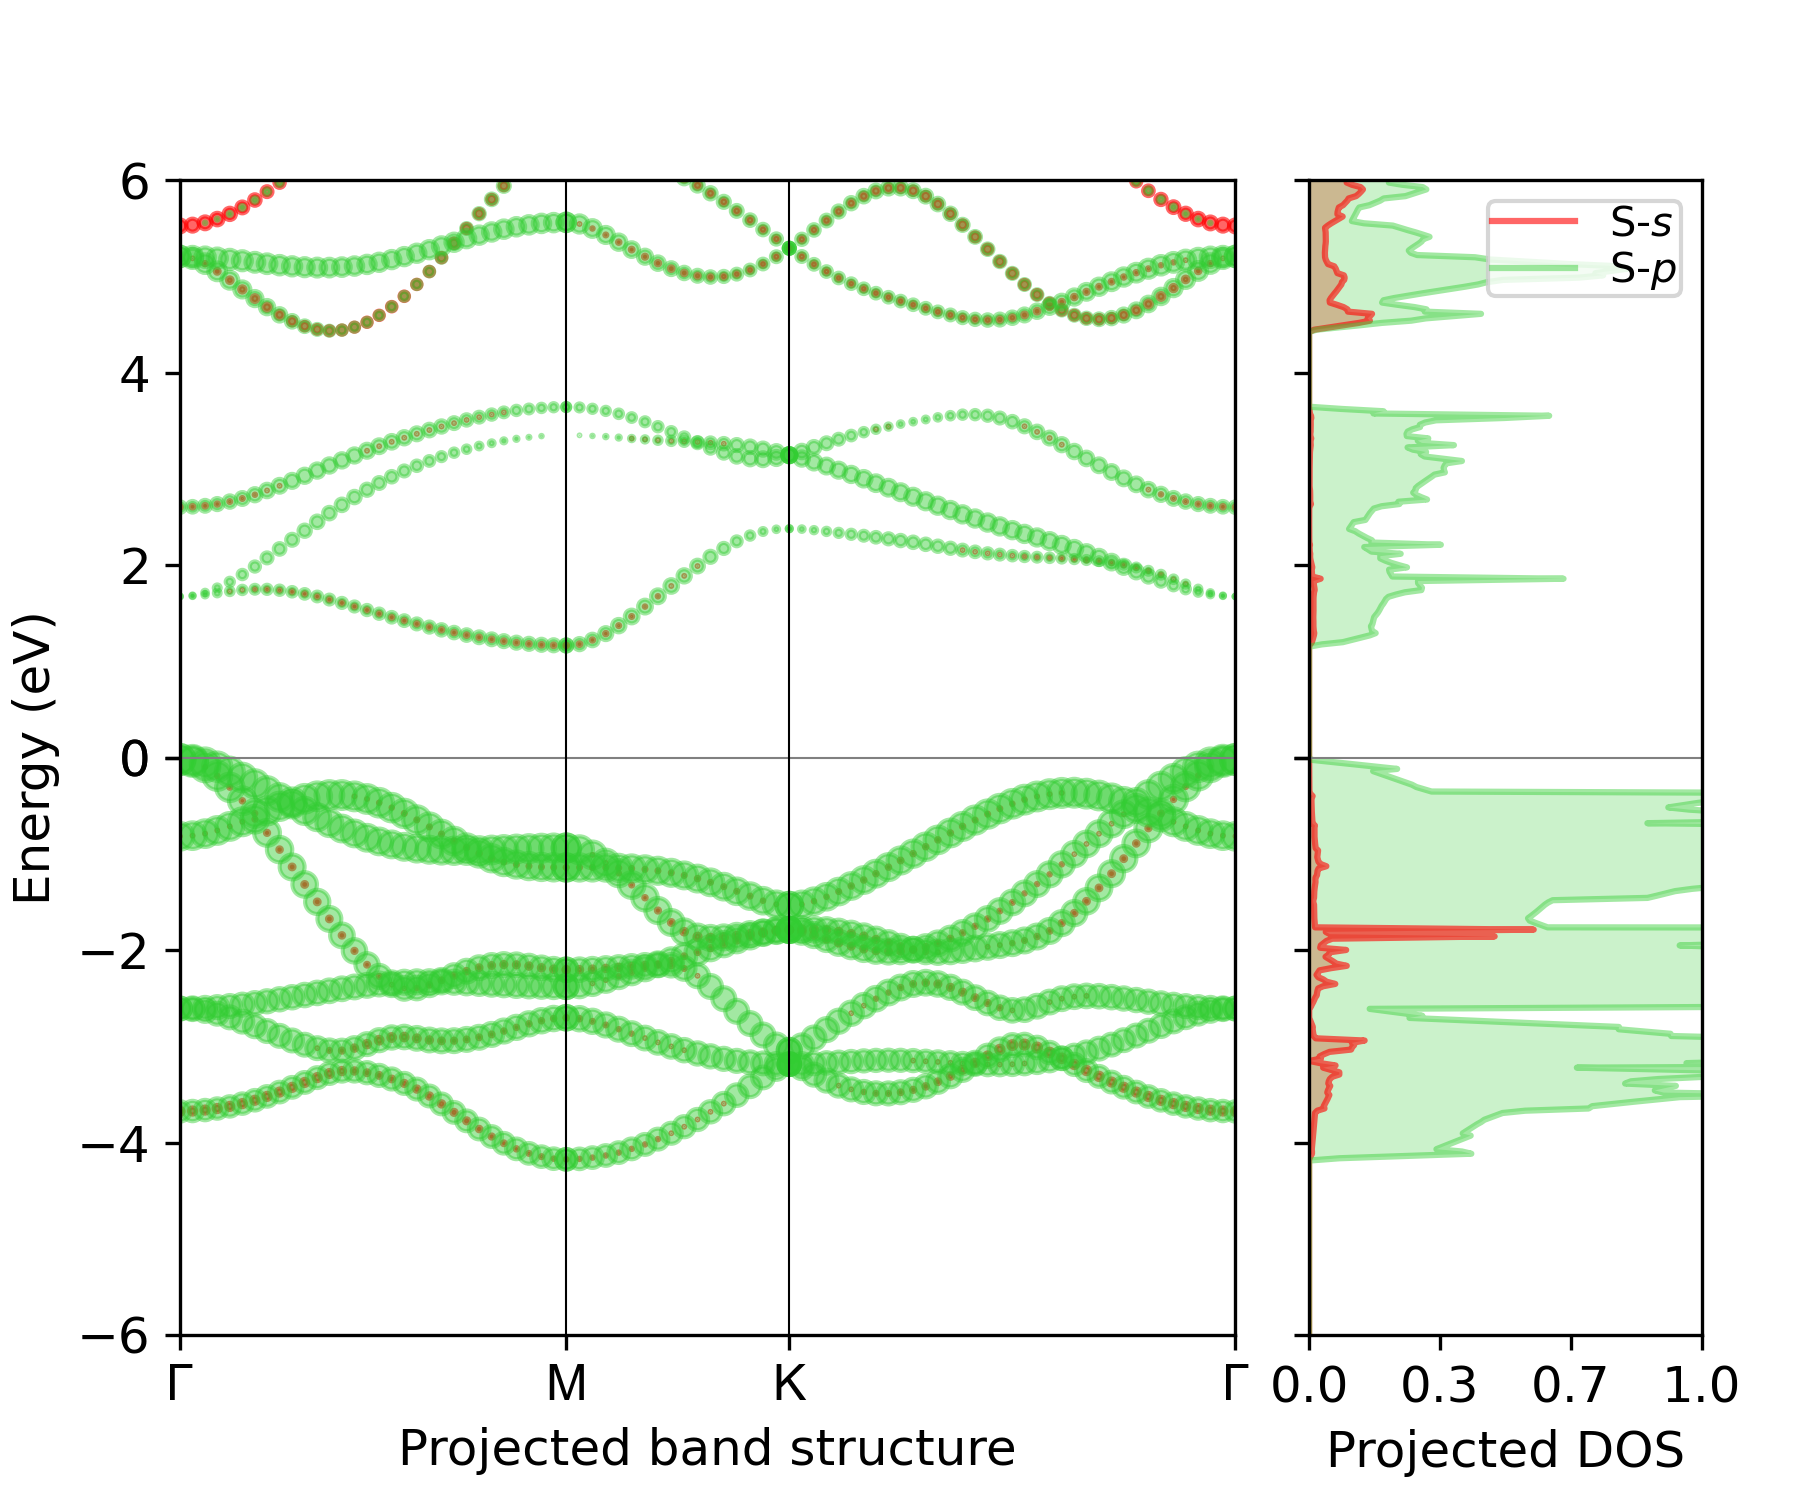 6
4
2
0
−2
−4
−6
Energy (eV)
Γ
M
K
Γ
Projected band structure
S-s
S-p
0.0
0.3
0.7
1.0
Projected DOS